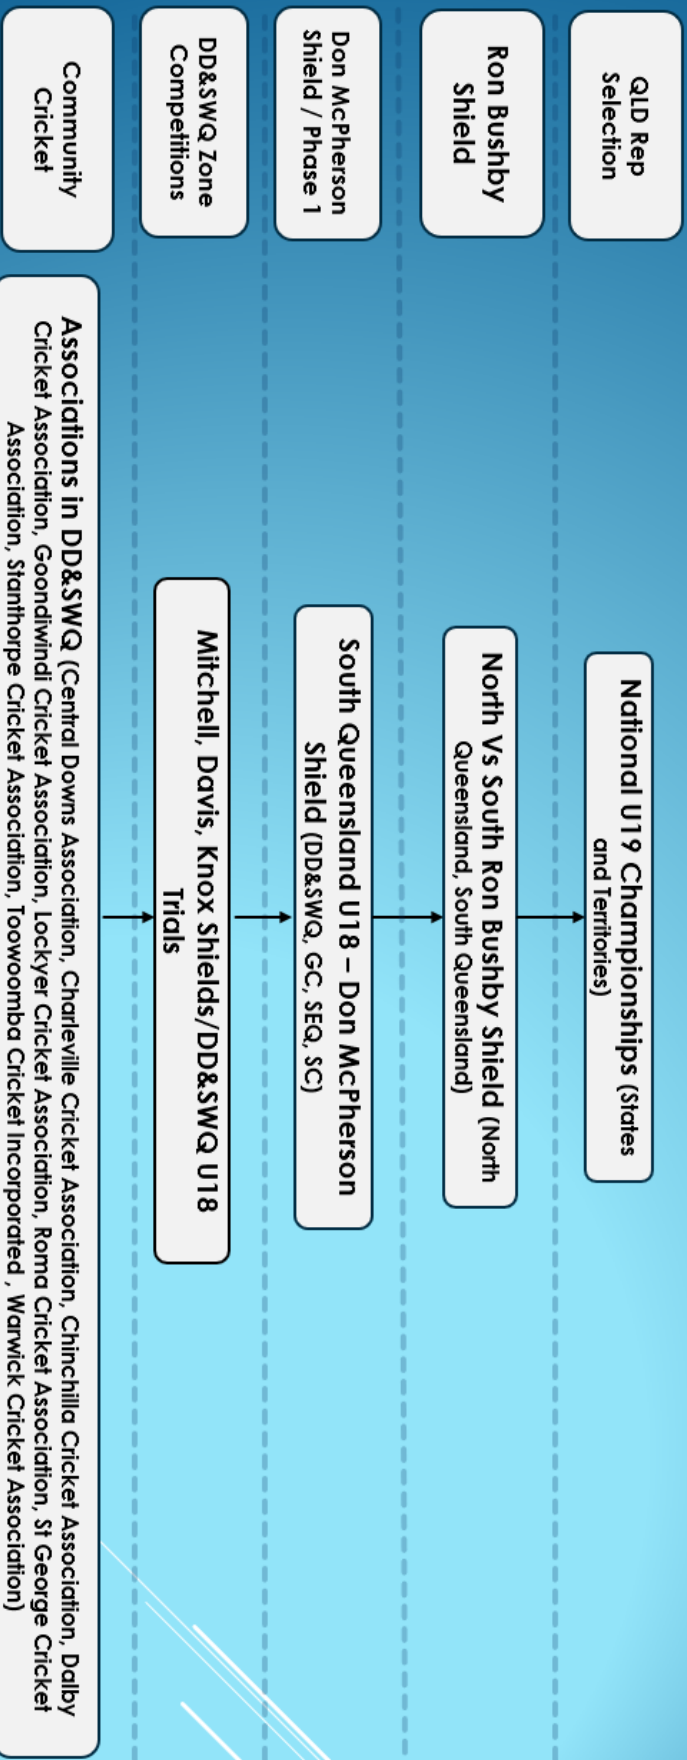 QLD Rep
Selection
National U19 Championships (States
and Territories)
Ron Bushby
Shield
North Vs South Ron Bushby Shield (North
Queensland, South Queensland)
Don McPherson
Shield / Phase 1
South Queensland U18 – Don McPherson
Shield (DD&SWQ, GC, SEQ, SC)
DD&SWQ Zone
Competitions
Mitchell, Davis, Knox Shields/DD&SWQ U18
Trials
Community
Cricket
Associations in DD&SWQ (Central Downs Association, Charleville Cricket Association, Chinchilla Cricket Association, Dalby
Cricket Association, Goondiwindi Cricket Association, Lockyer Cricket Association, Roma Cricket Association, St George Cricket
Association, Stanthorpe Cricket Association, Toowoomba Cricket Incorporated , Warwick Cricket Association)